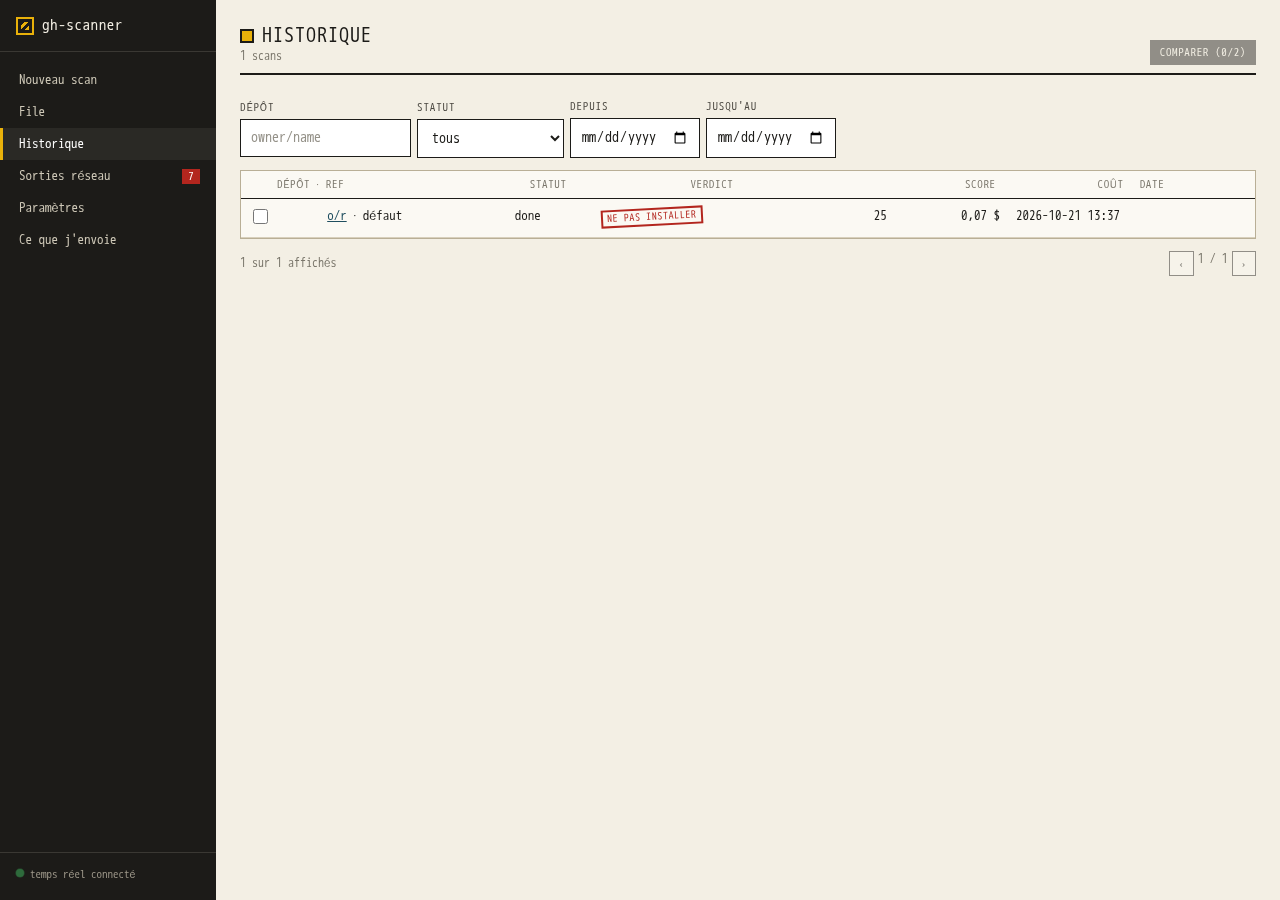 gh-scanner
Nouveau scan
File
Historique
Sorties réseau 7
Paramètres
Ce que j'envoie
temps réel connecté
HISTORIQUE
1 scans
COMPARER (0/2)
DÉPÔT STATUT DEPUIS JUSQU'AU
owner/name tous mm/dd/yyyy mm/dd/yyyy
DÉPÔT · REF STATUT VERDICT SCORE COÛT DATE
o/r · défaut done NE PAS INSTALLER 25 0,07 $ 2026-10-21 13:37
1 sur 1 affichés ‹ 1 / 1 ›